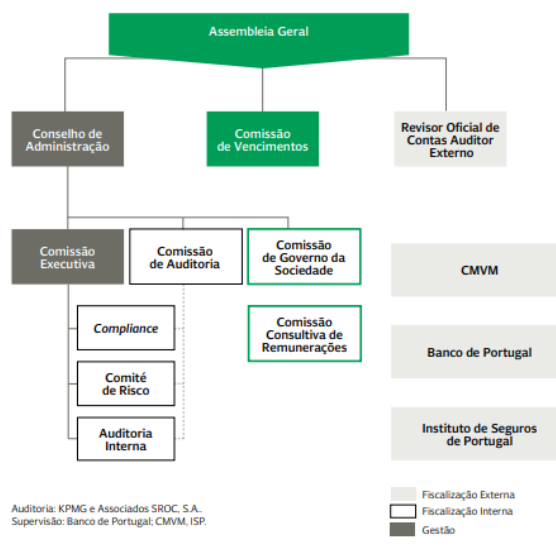 Assembleia Geral
Conselho de
Administração
Comissão
de Vencimentos
Revisor Oficial de
Contas Auditor
Externo
Comissão
Executiva
Comissão
de Auditoria
Comissão
de Governo da
Sociedade
CMVM
Compliance
Comissão
Consultiva de
Remunerações
Banco de Portugal
Comité
de Risco
Auditoria
Interna
Instituto de Seguros
de Portugal
Auditoria: KPMG e Associados SROC, S.A..
Supervisão: Banco de Portugal; CMVM, ISP.
Fiscalização Externa
Fiscalização Interna
Gestão